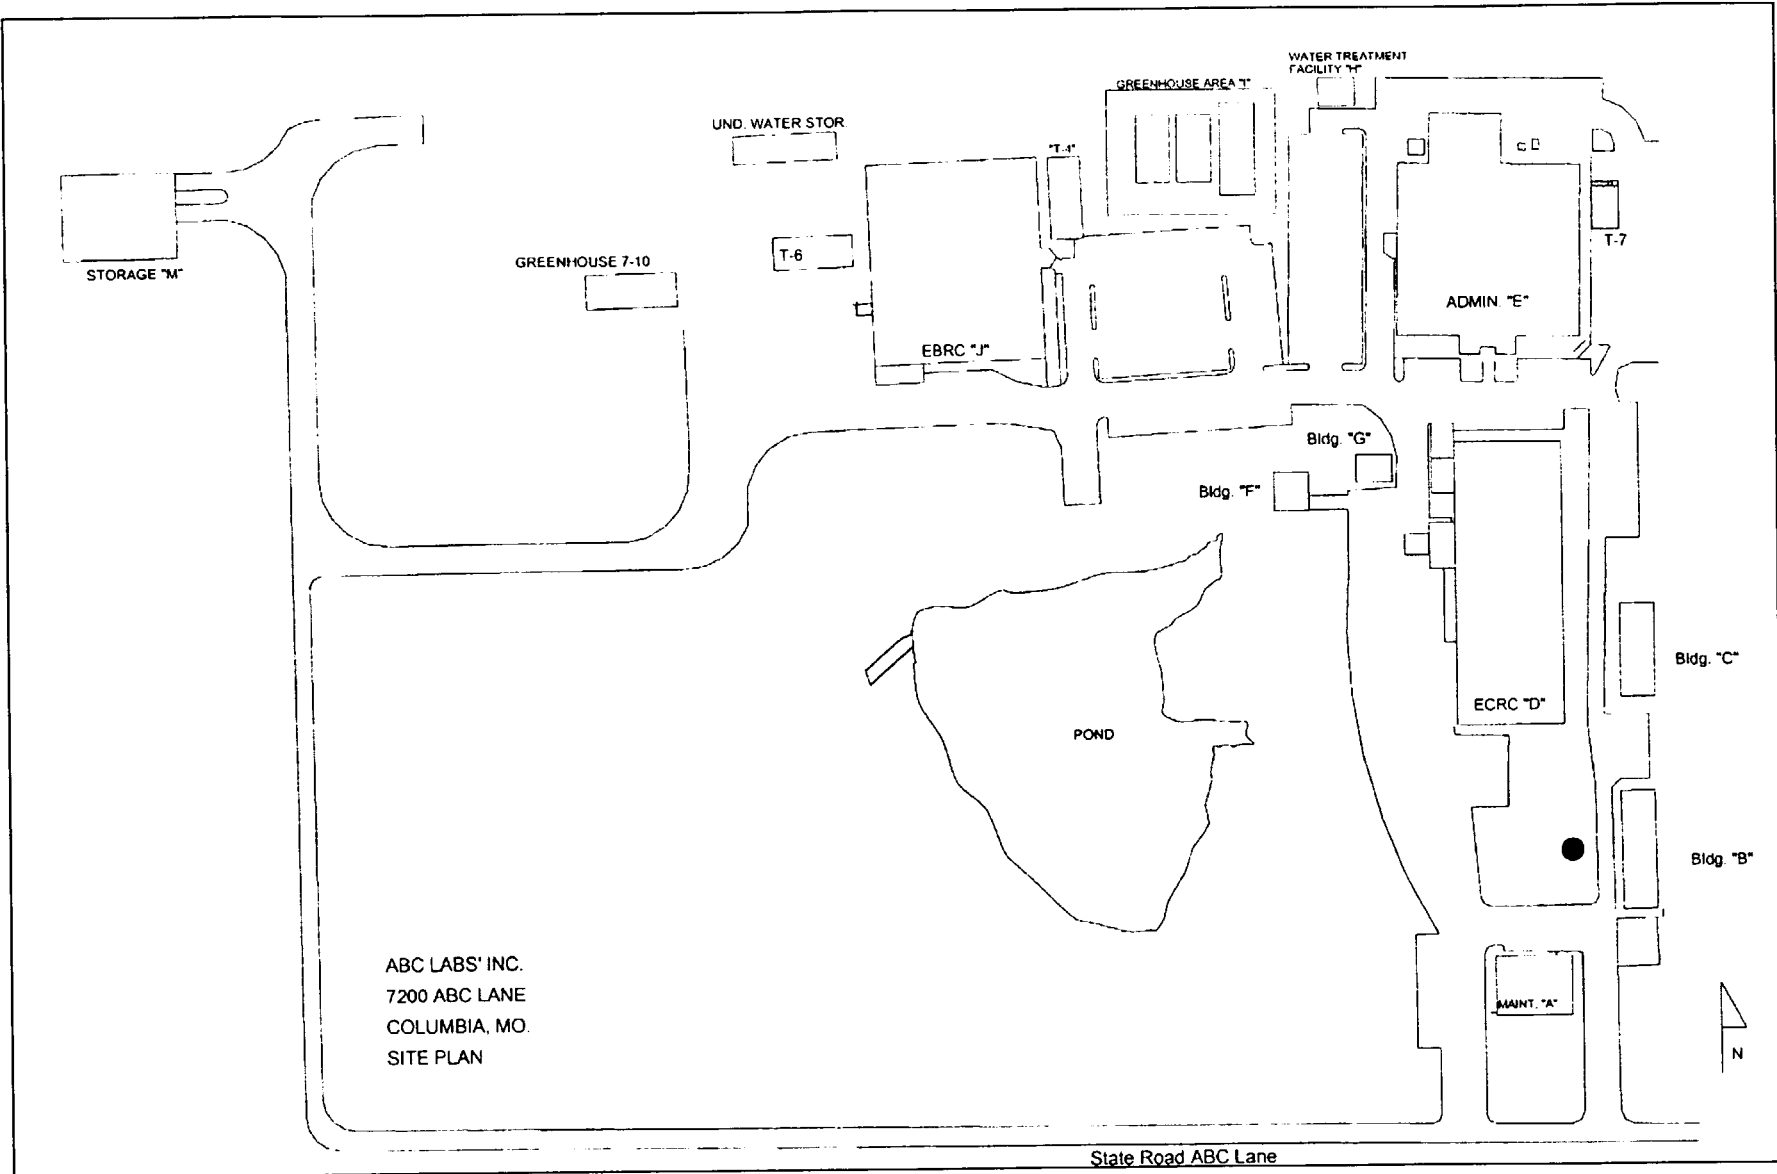 WATER TREATMENT
FACILITY "H"
GREENHOUSE AREA "I"
UND. WATER STOR.
"T-4"
T-6
T-7
STORAGE "M"
GREENHOUSE 7-10
ADMIN. "E"
EBRC "J"
Bldg. "G"
Bldg. "F"
Bldg. "C"
ECRC "D"
POND
Bldg. "B"
ABC LABS' INC.
7200 ABC LANE
COLUMBIA, MO.
SITE PLAN
MAINT. "A"
N
State Road ABC Lane